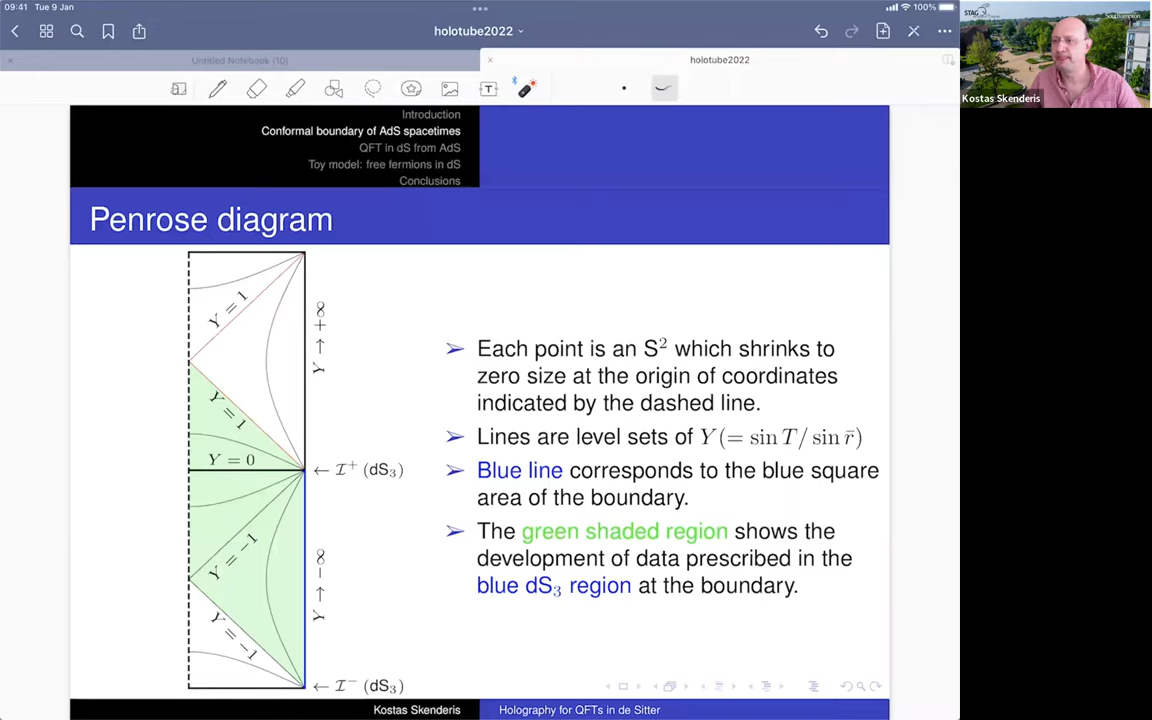 09:41 Tue 9 Jan
100%
STAG
Southampton
holotube2022
Untitled Notebook (10)
holotube2022
Kostas Skenderis
Introduction
Conformal boundary of AdS spacetimes
QFT in dS from AdS
Toy model: free fermions in dS
Conclusions
Penrose diagram
Y = 1
Y → +∞
Y = 1
Y = 0
← I⁺ (dS₃)
Y = −1
Y → −∞
Y = −1
← I⁻ (dS₃)
➢ Each point is an S² which shrinks to
zero size at the origin of coordinates
indicated by the dashed line.
➢ Lines are level sets of Y(= sin T/ sin r̄)
➢ Blue line corresponds to the blue square
area of the boundary.
➢ The green shaded region shows the
development of data prescribed in the
blue dS₃ region at the boundary.
Kostas Skenderis
Holography for QFTs in de Sitter